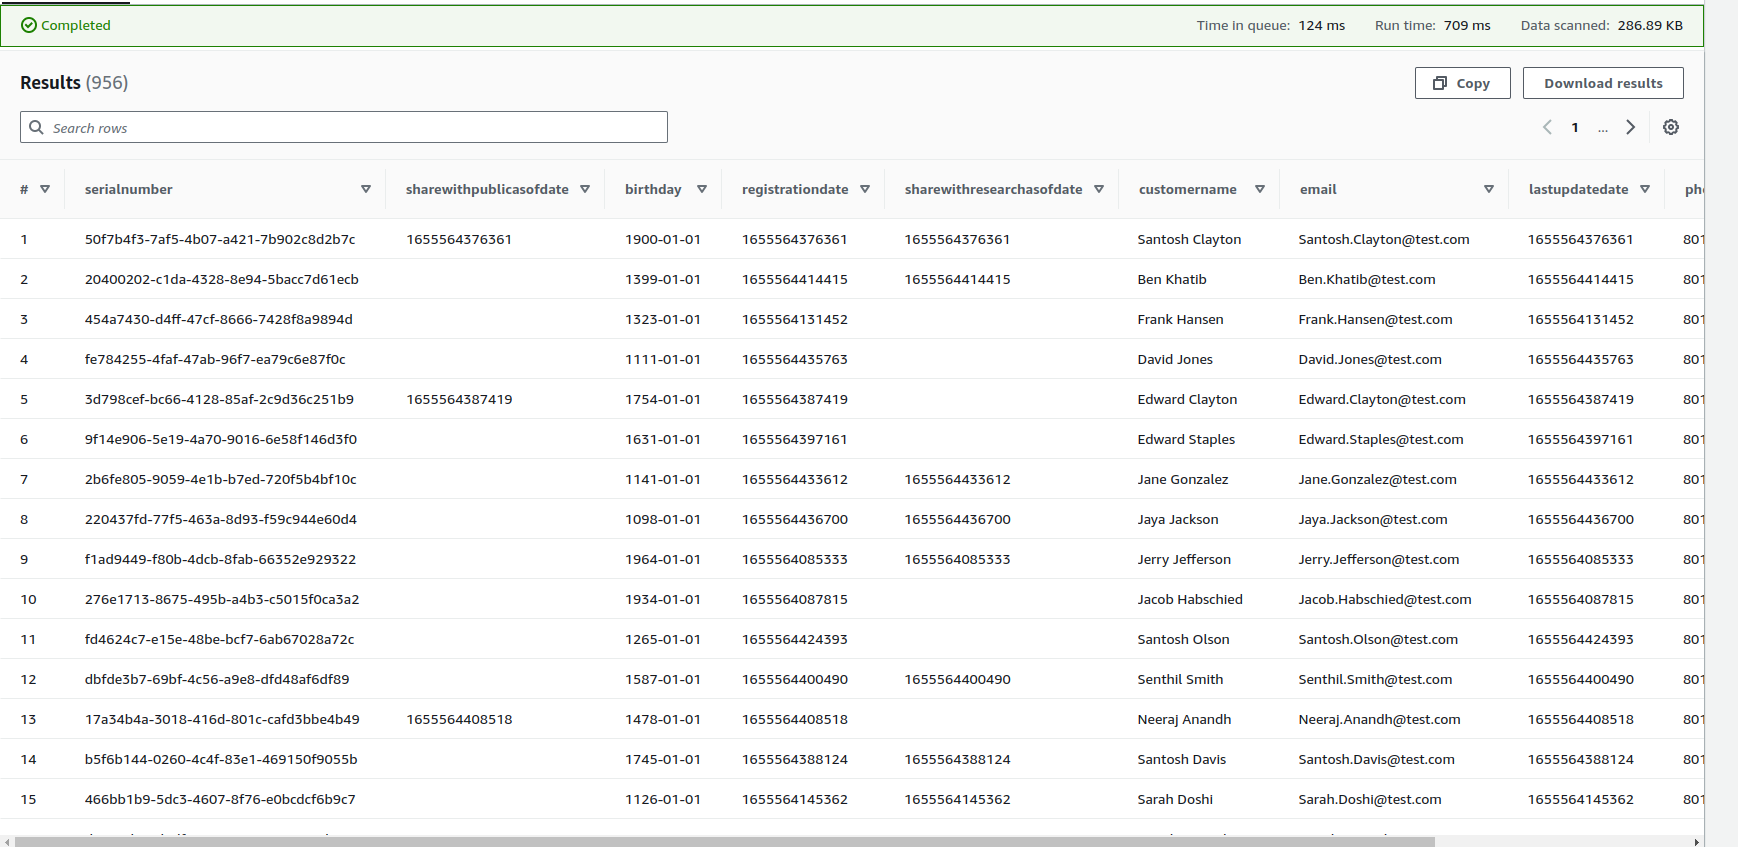 Completed Time in queue: 124 ms Run time: 709 ms Data scanned: 286.89 KB
Results (956) Copy Download results
Search rows 1 ...
# serialnumber sharewithpublicasofdate birthday registrationdate sharewithresearchasofdate customername email lastupdatedate
1 50f7b4f3-7af5-4b07-a421-7b902c8d2b7c 1655564376361 1900-01-01 1655564376361 1655564376361 Santosh Clayton Santosh.Clayton@test.com 1655564376361 801
2 20400202-c1da-4328-8e94-5bacc7d61ecb 1399-01-01 1655564414415 1655564414415 Ben Khatib Ben.Khatib@test.com 1655564414415 801
3 454a7430-d4ff-47cf-8666-7428f8a9894d 1323-01-01 1655564131452 Frank Hansen Frank.Hansen@test.com 1655564131452 801
4 fe784255-4faf-47ab-96f7-ea79c6e87f0c 1111-01-01 1655564435763 David Jones David.Jones@test.com 1655564435763 801
5 3d798cef-bc66-4128-85af-2c9d36c251b9 1655564387419 1754-01-01 1655564387419 Edward Clayton Edward.Clayton@test.com 1655564387419 801
6 9f14e906-5e19-4a70-9016-6e58f146d3f0 1631-01-01 1655564397161 Edward Staples Edward.Staples@test.com 1655564397161 801
7 2b6fe805-9059-4e1b-b7ed-720f5b4bf10c 1141-01-01 1655564433612 1655564433612 Jane Gonzalez Jane.Gonzalez@test.com 1655564433612 801
8 220437fd-77f5-463a-8d93-f59c944e60d4 1098-01-01 1655564436700 1655564436700 Jaya Jackson Jaya.Jackson@test.com 1655564436700 801
9 f1ad9449-f80b-4dcb-8fab-66352e929322 1964-01-01 1655564085333 1655564085333 Jerry Jefferson Jerry.Jefferson@test.com 1655564085333 801
10 276e1713-8675-495b-a4b3-c5015f0ca3a2 1934-01-01 1655564087815 Jacob Habschied Jacob.Habschied@test.com 1655564087815 801
11 fd4624c7-e15e-48be-bcf7-6ab67028a72c 1265-01-01 1655564424393 Santosh Olson Santosh.Olson@test.com 1655564424393 801
12 dbfde3b7-69bf-4c56-a9e8-dfd48af6df89 1587-01-01 1655564400490 1655564400490 Senthil Smith Senthil.Smith@test.com 1655564400490 801
13 17a34b4a-3018-416d-801c-cafd3bbe4b49 1655564408518 1478-01-01 1655564408518 Neeraj Anandh Neeraj.Anandh@test.com 1655564408518 801
14 b5f6b144-0260-4c4f-83e1-469150f9055b 1745-01-01 1655564388124 1655564388124 Santosh Davis Santosh.Davis@test.com 1655564388124 801
15 466bb1b9-5dc3-4607-8f76-e0bcdcf6b9c7 1126-01-01 1655564145362 1655564145362 Sarah Doshi Sarah.Doshi@test.com 1655564145362 801